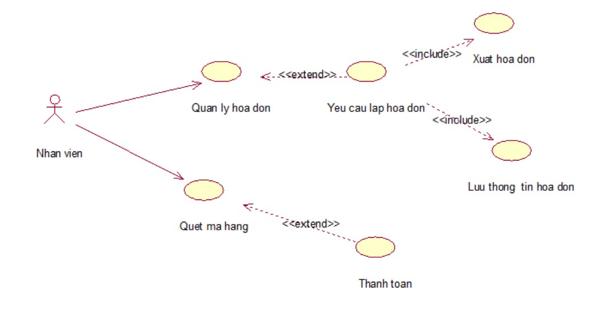 Xuat hoa don
<<include>>
<<extend>>
Quan ly hoa don
Yeu cau lap hoa don
<<include>>
Nhan vien
Luu thong tin hoa don
Quet ma hang
<<extend>>
Thanh toan